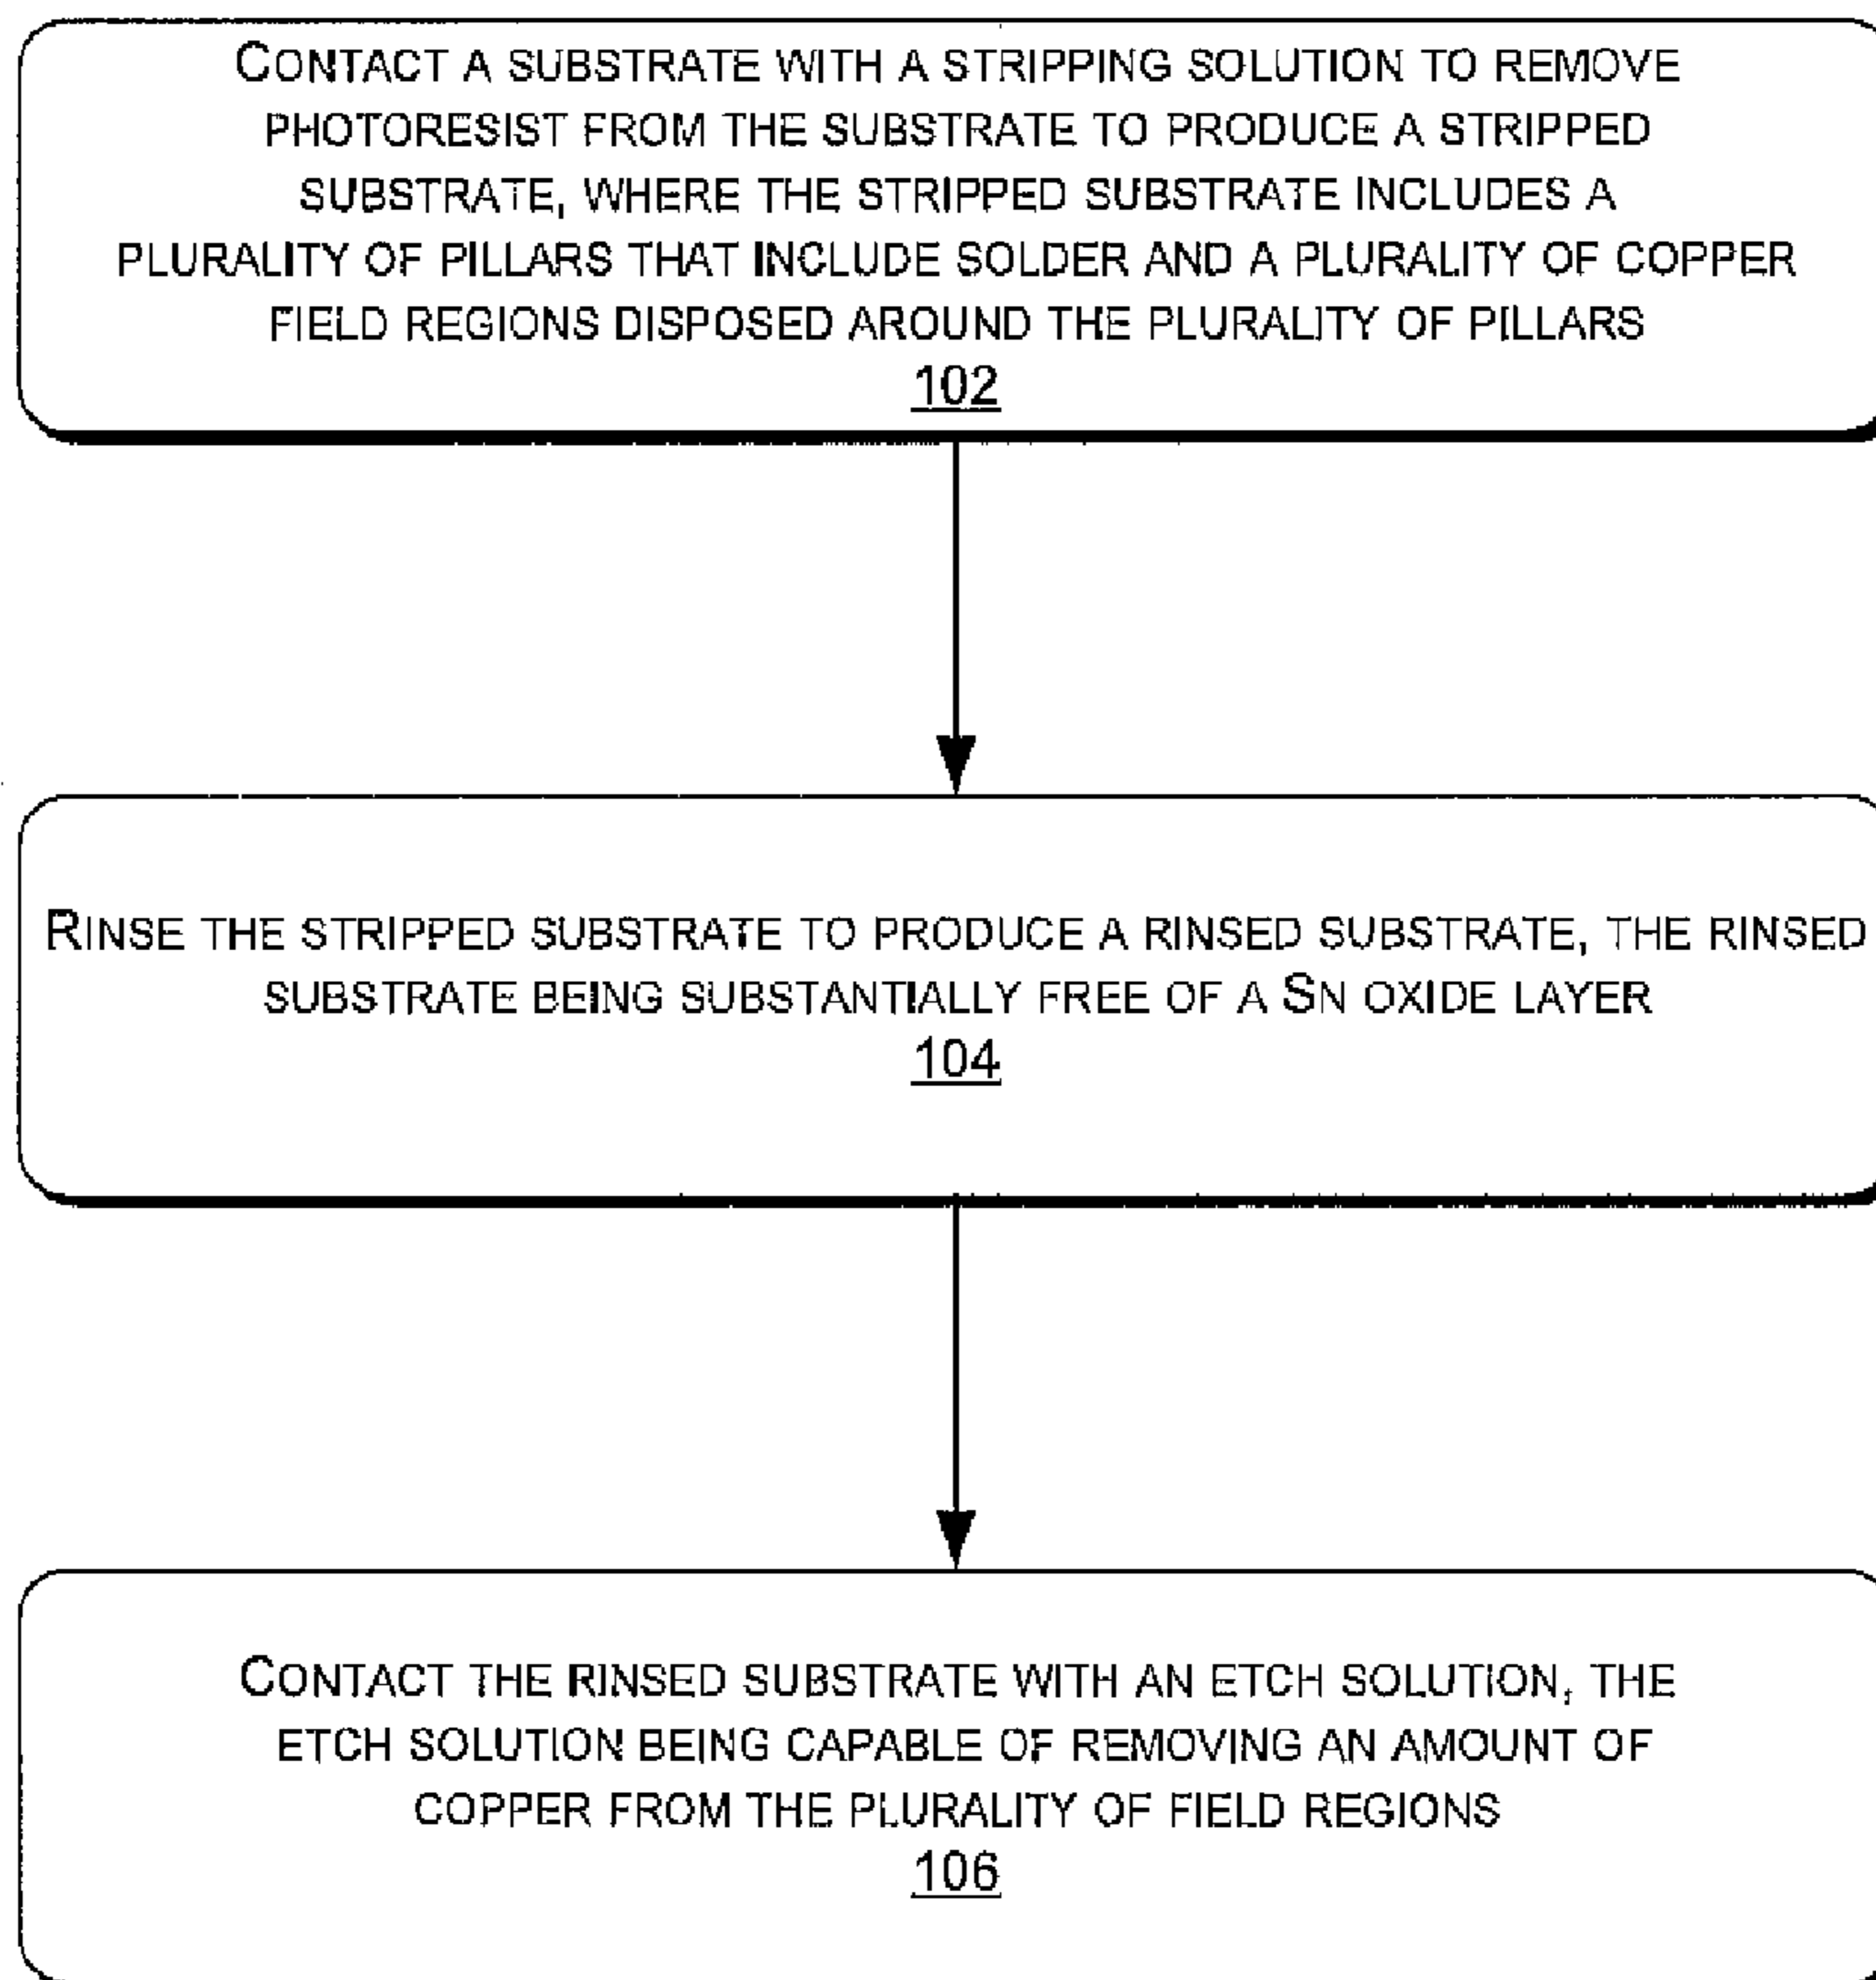 CONTACT A SUBSTRATE WITH A STRIPPING SOLUTION TO REMOVE
PHOTORESIST FROM THE SUBSTRATE TO PRODUCE A STRIPPED
SUBSTRATE, WHERE THE STRIPPED SUBSTRATE INCLUDES A
PLURALITY OF PILLARS THAT INCLUDE SOLDER AND A PLURALITY OF COPPER
FIELD REGIONS DISPOSED AROUND THE PLURALITY OF PILLARS
102
RINSE THE STRIPPED SUBSTRATE TO PRODUCE A RINSED SUBSTRATE, THE RINSED
SUBSTRATE BEING SUBSTANTIALLY FREE OF A SN OXIDE LAYER
104
CONTACT THE RINSED SUBSTRATE WITH AN ETCH SOLUTION, THE
ETCH SOLUTION BEING CAPABLE OF REMOVING AN AMOUNT OF
COPPER FROM THE PLURALITY OF FIELD REGIONS
106